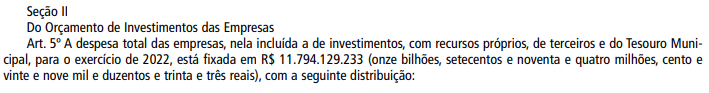 Seção II
Do Orçamento de Investimentos das Empresas
Art. 5º A despesa total das empresas, nela incluída a de investimentos, com recursos próprios, de terceiros e do Tesouro Muni-
cipal, para o exercício de 2022, está fixada em R$ 11.794.129.233 (onze bilhões, setecentos e noventa e quatro milhões, cento e
vinte e nove mil e duzentos e trinta e três reais), com a seguinte distribuição: